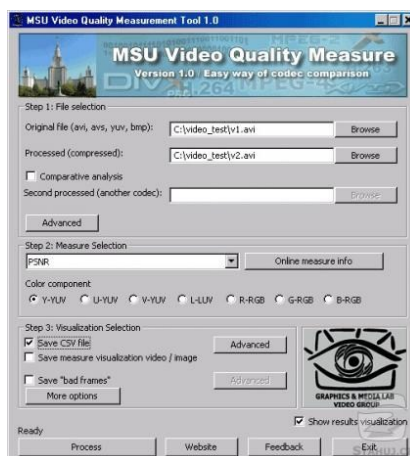 MSU Video Quality Measurement Tool 1.0
MSU Video Quality Measure
Version 1.0 / Easy way of codec comparison
Step 1: File selection
Original file (avi, avs, yuv, bmp): C:\video_test\v1.avi Browse
Processed (compressed): C:\video_test\v2.avi Browse
Comparative analysis
Second processed (another codec): Browse
Advanced
Step 2: Measure Selection
PSNR Online measure info
Color component
Y-YUV U-YUV V-YUV L-LUV R-RGB G-RGB B-RGB
Step 3: Visualization Selection
Save CSV file Advanced
Save measure visualization video / image
Save "bad frames" Advanced
More options
GRAPHICS & MEDIA LAB
VIDEO GROUP
Show results visualization
Ready
Process Website Feedback Exit